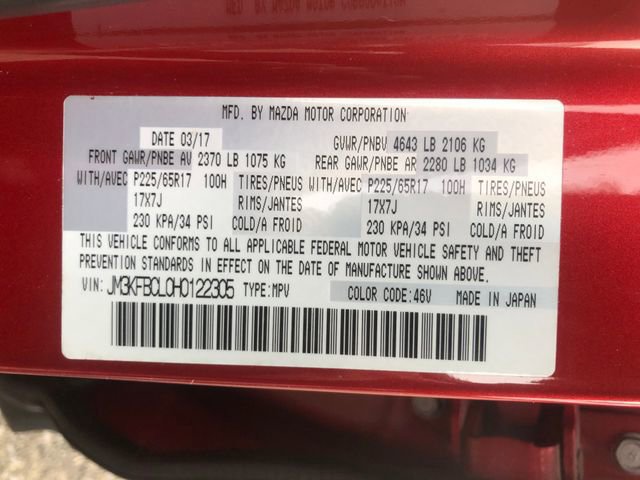 MFD. BY MAZDA MOTOR CORPORATION
DATE 03/17 GVWR/PNBV 4643 LB 2106 KG
FRONT GAWR/PNBE AV 2370 LB 1075 KG REAR GAWR/PNBE AR 2280 LB 1034 KG
WITH/AVEC P225/65R17 100H TIRES/PNEUS WITH/AVEC P225/65R17 100H TIRES/PNEUS
17X7J RIMS/JANTES 17X7J RIMS/JANTES
230 KPA/34 PSI COLD/A FROID 230 KPA/34 PSI COLD/A FROID
THIS VEHICLE CONFORMS TO ALL APPLICABLE FEDERAL MOTOR VEHICLE SAFETY AND THEFT
PREVENTION STANDARDS IN EFFECT ON THE DATE OF MANUFACTURE SHOWN ABOVE.
VIN: JM3KFBCL0H0122305 TYPE:MPV COLOR CODE:46V MADE IN JAPAN